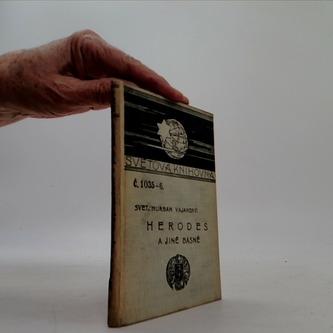 SVĚTOVÁ KNIHOVNA
Č. 1035-6.
SVET. HURBAN VAJANSKÝ
HERODES
A JINÉ BÁSNĚ